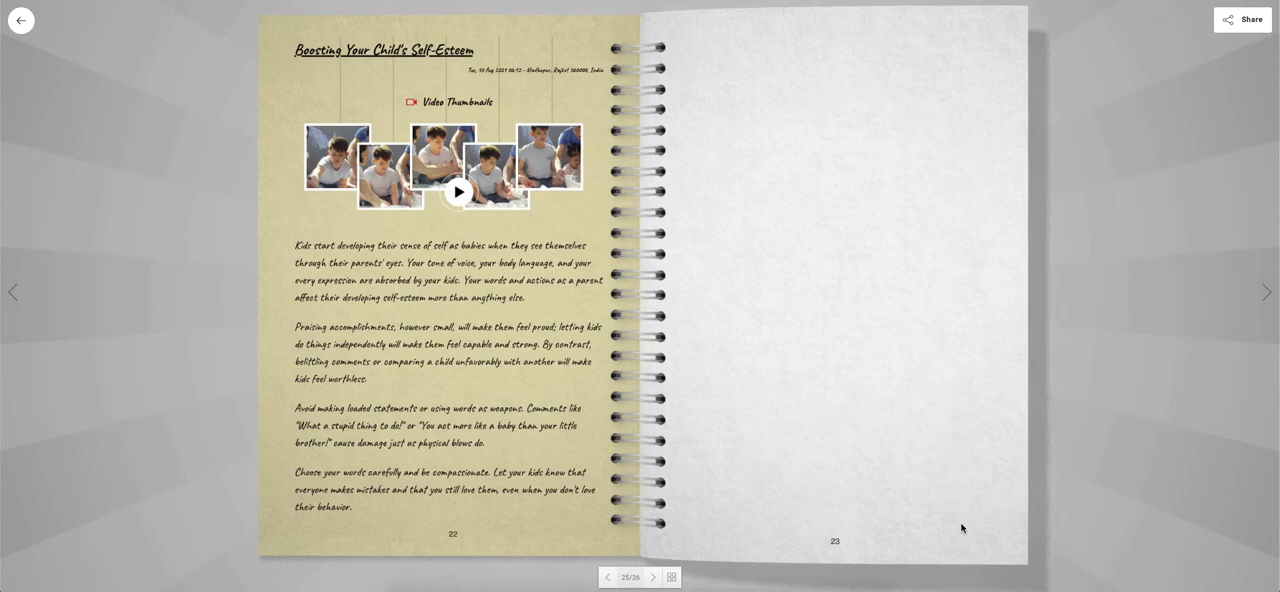 Share
Boosting Your Child's Self-Esteem
Tue, 10 Aug 2021 06:12 - Madhapar, Rajkot 360006, India
Video Thumbnails
Kids start developing their sense of self as babies when they see themselves
through their parents' eyes. Your tone of voice, your body language, and your
every expression are absorbed by your kids. Your words and actions as a parent
affect their developing self-esteem more than anything else.
Praising accomplishments, however small, will make them feel proud; letting kids
do things independently will make them feel capable and strong. By contrast,
belittling comments or comparing a child unfavorably with another will make
kids feel worthless.
Avoid making loaded statements or using words as weapons. Comments like
"What a stupid thing to do!" or "You act more like a baby than your little
brother!" cause damage just as physical blows do.
Choose your words carefully and be compassionate. Let your kids know that
everyone makes mistakes and that you still love them, even when you don't love
their behavior.
22
23
25/26